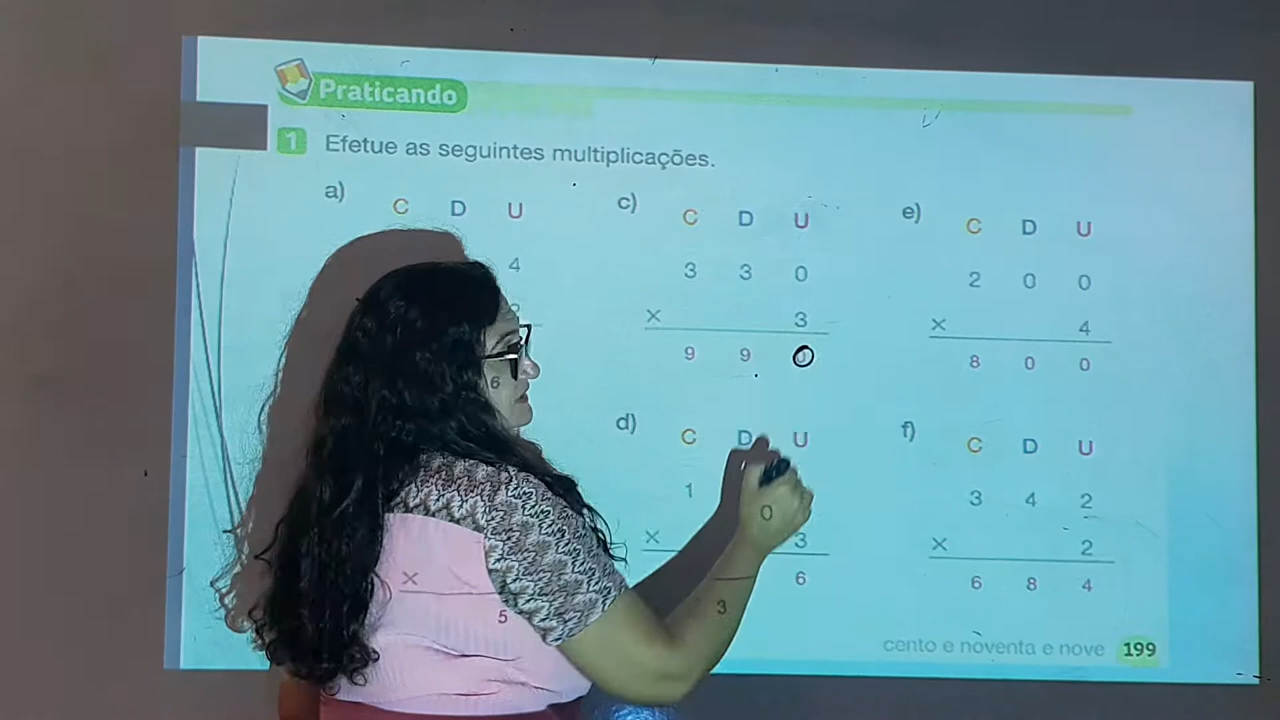 Praticando
1 Efetue as seguintes multiplicações.
a) C D U
4
6
×
5
c) C D U
3 3 0
× 3
9 9 0
d) C D U
1 0
× 3
3 6
e) C D U
2 0 0
× 4
8 0 0
f) C D U
3 4 2
× 2
6 8 4
cento e noventa e nove 199